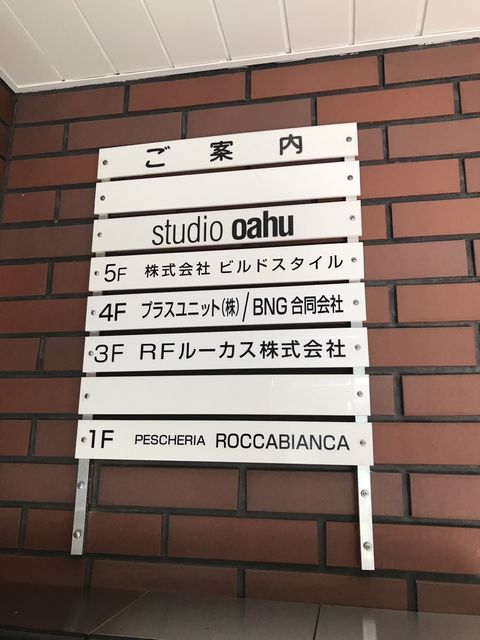 ご案内
studio oahu
5F 株式会社 ビルドスタイル
4F プラスユニット(株)/BNG合同会社
3F RFルーカス株式会社
1F PESCHERIA ROCCABIANCA